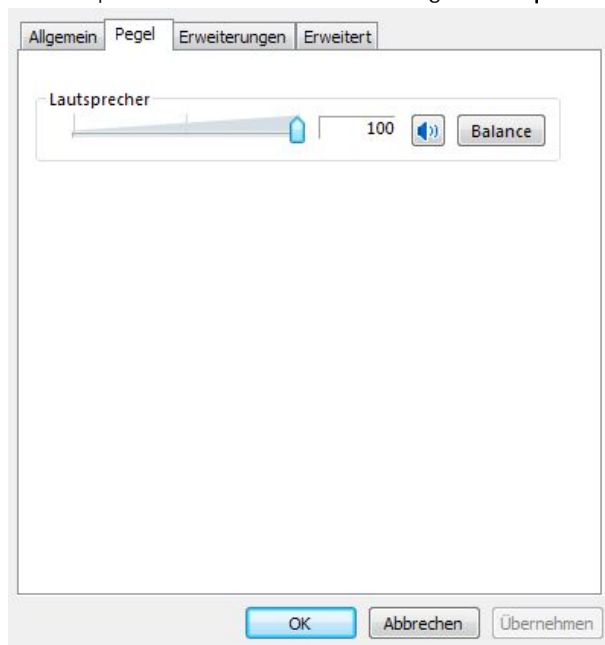 Allgemein Pegel Erweiterungen Erweitert
Lautsprecher
100 Balance
OK Abbrechen Übernehmen